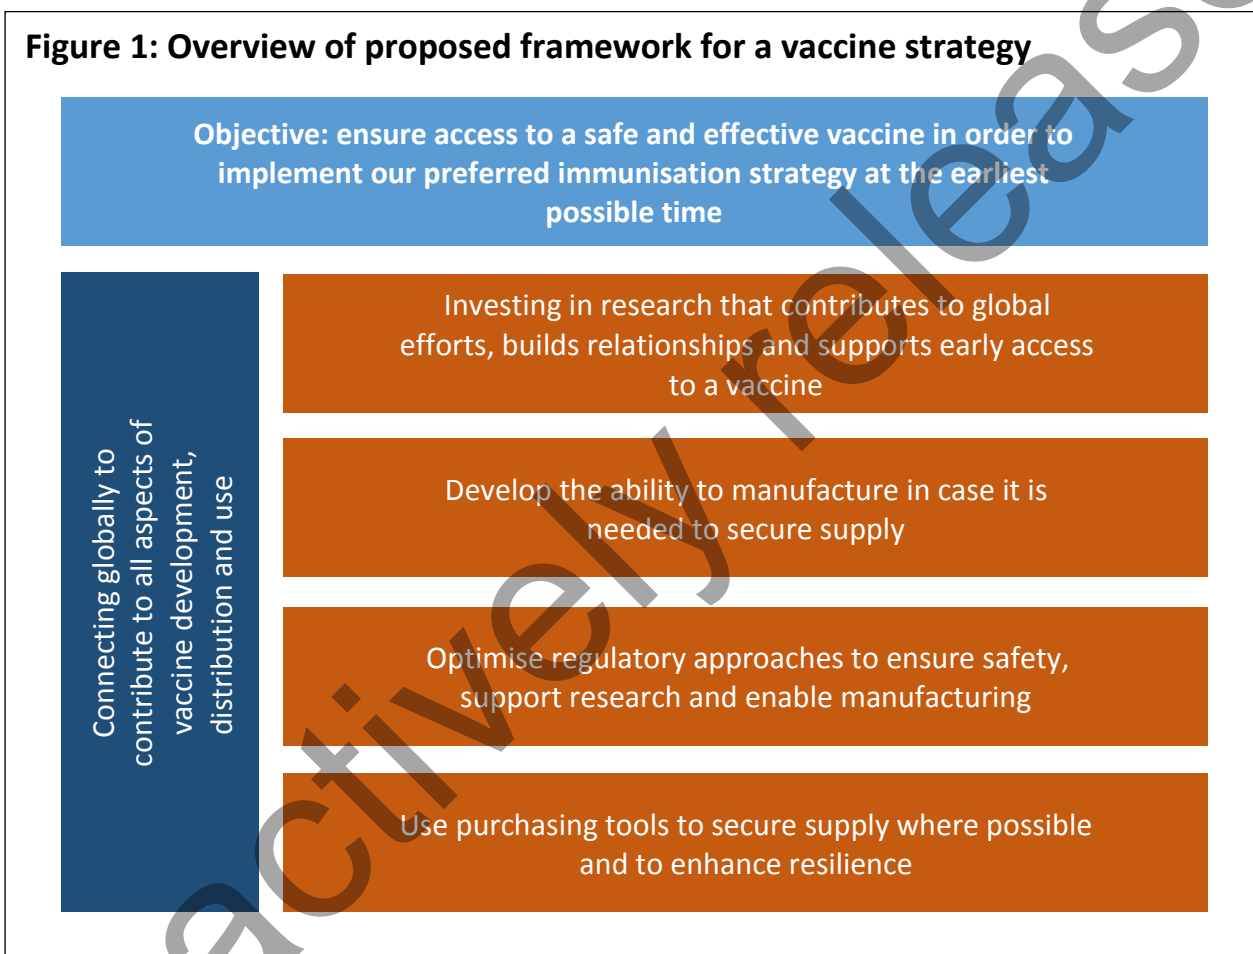 Figure 1: Overview of proposed framework for a vaccine strategy
Objective: ensure access to a safe and effective vaccine in order to
implement our preferred immunisation strategy at the earliest
possible time
Connecting globally to
contribute to all aspects of
vaccine development,
distribution and use
Investing in research that contributes to global
efforts, builds relationships and supports early access
to a vaccine
Develop the ability to manufacture in case it is
needed to secure supply
Optimise regulatory approaches to ensure safety,
support research and enable manufacturing
Use purchasing tools to secure supply where possible
and to enhance resilience
actively releas